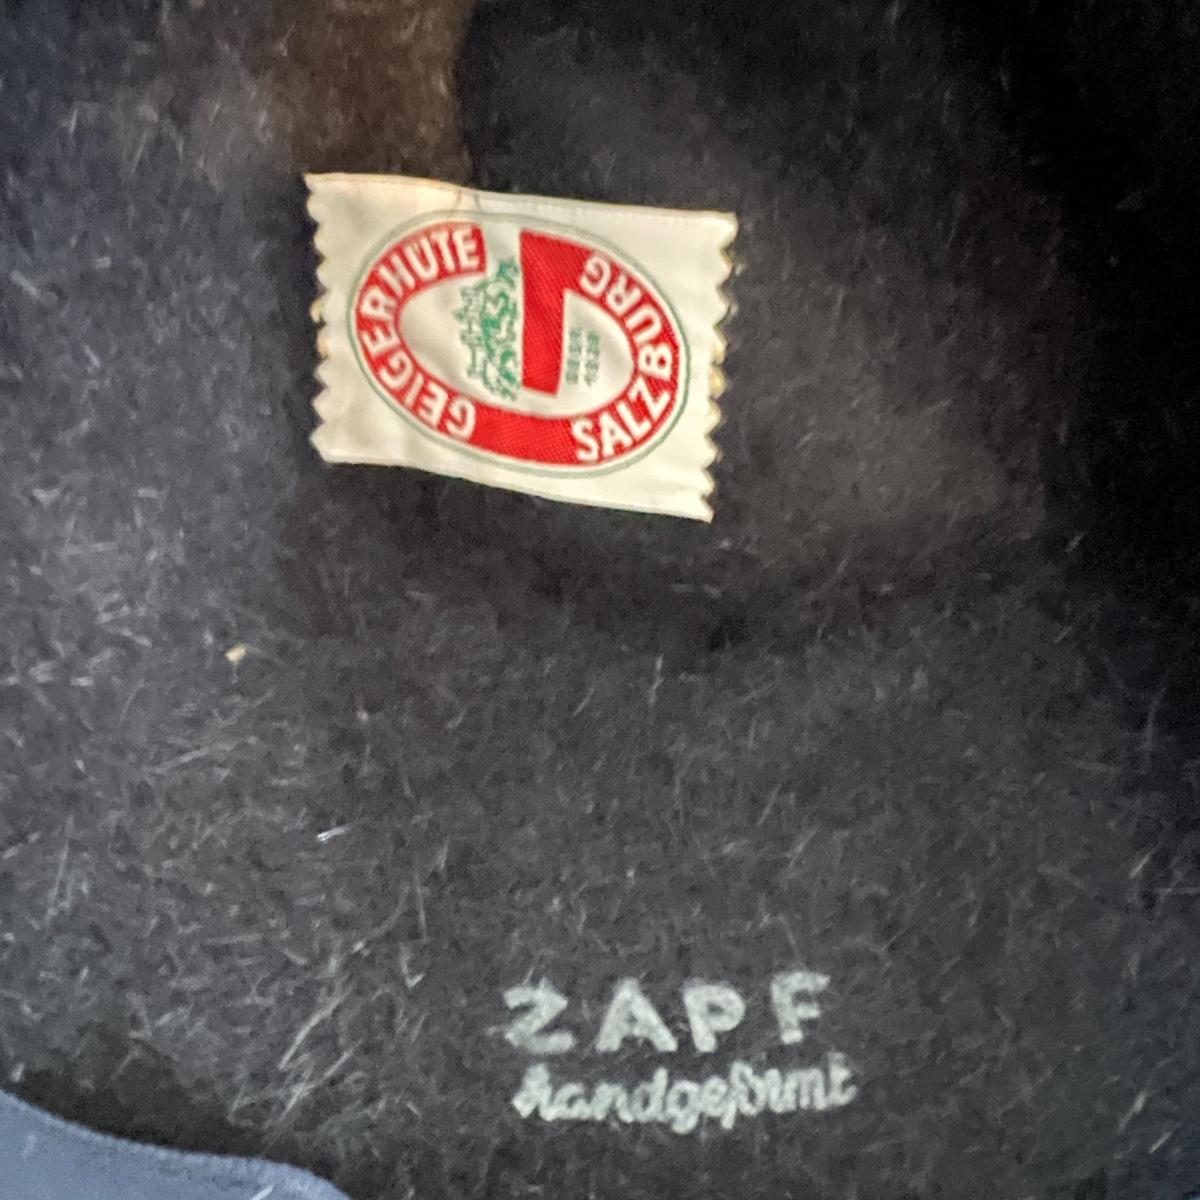 GEIGERHÜTE
SALZBURG
ZAPF
handgeformt